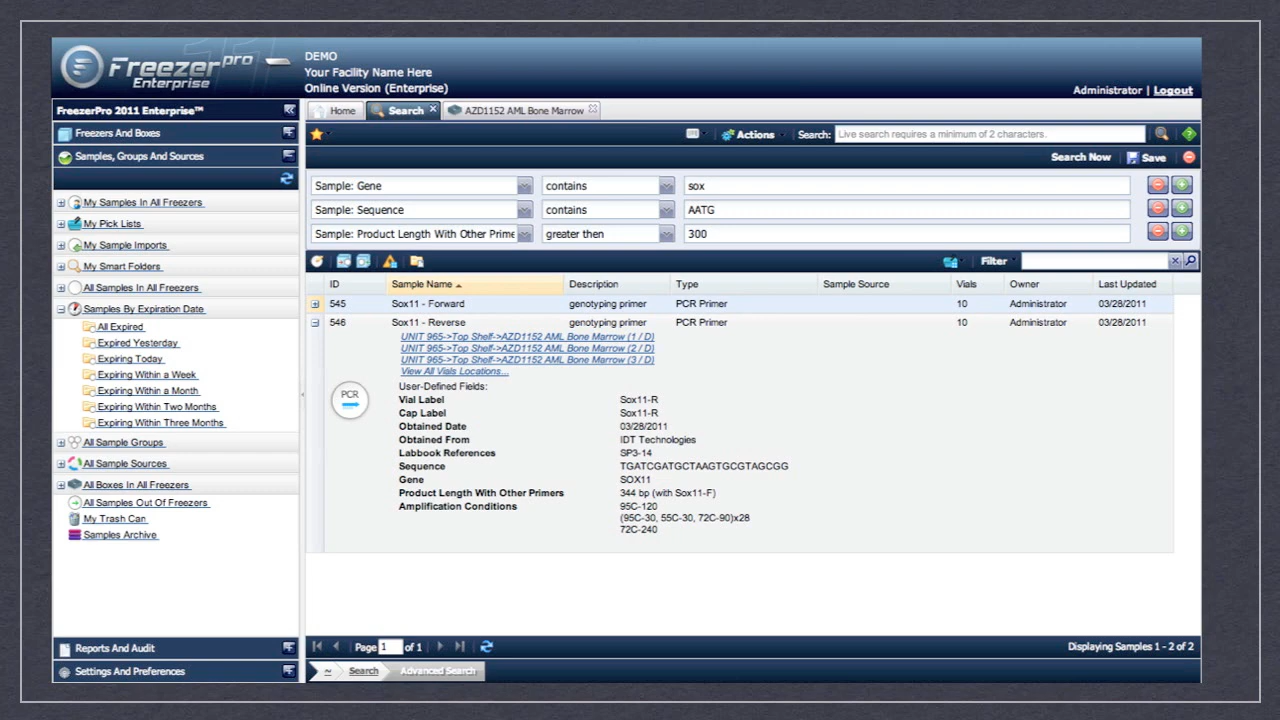 Freezer pro
Enterprise
11
DEMO
Your Facility Name Here
Online Version (Enterprise)
Administrator | Logout
FreezerPro 2011 Enterprise™
Freezers And Boxes
Samples, Groups And Sources
My Samples In All Freezers
My Pick Lists
My Sample Imports
My Smart Folders
All Samples In All Freezers
Samples By Expiration Date
All Expired
Expired Yesterday
Expiring Today
Expiring Within a Week
Expiring Within a Month
Expiring Within Two Months
Expiring Within Three Months
All Sample Groups
All Sample Sources
All Boxes In All Freezers
All Samples Out Of Freezers
My Trash Can
Samples Archive
Reports And Audit
Settings And Preferences
Home Search AZD1152 AML Bone Marrow
Actions Search: Live search requires a minimum of 2 characters.
Search Now Save
Sample: Gene contains sox
Sample: Sequence contains AATG
Sample: Product Length With Other Prime greater then 300
Filter
ID Sample Name Description Type Sample Source Vials Owner Last Updated
545 Sox11 - Forward genotyping primer PCR Primer 10 Administrator 03/28/2011
546 Sox11 - Reverse genotyping primer PCR Primer 10 Administrator 03/28/2011
UNIT 965->Top Shelf->AZD1152 AML Bone Marrow (1 / D)
UNIT 965->Top Shelf->AZD1152 AML Bone Marrow (2 / D)
UNIT 965->Top Shelf->AZD1152 AML Bone Marrow (3 / D)
View All Vials Locations...
PCR
User-Defined Fields:
Vial Label Sox11-R
Cap Label Sox11-R
Obtained Date 03/28/2011
Obtained From IDT Technologies
Labbook References SP3-14
Sequence TGATCGATGCTAAGTGCGTAGCGG
Gene SOX11
Product Length With Other Primers 344 bp (with Sox11-F)
Amplification Conditions 95C-120
(95C-30, 55C-30, 72C-90)x28
72C-240
Page 1 of 1 Displaying Samples 1 - 2 of 2
~ Search Advanced Search